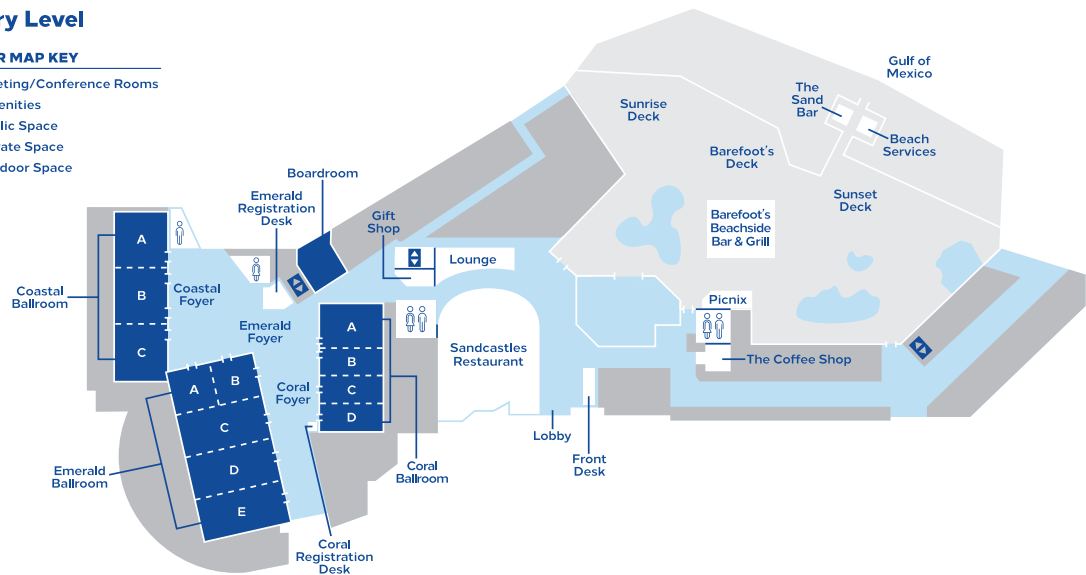 ry Level
R MAP KEY
eting/Conference Rooms
enities
lic Space
ate Space
door Space
Gulf of
Mexico
The
Sand
Bar
Beach
Services
Sunrise
Deck
Barefoot's
Deck
Sunset
Deck
Barefoot's
Beachside
Bar & Grill
Boardroom
Emerald
Registration
Desk
Gift
Shop
Lounge
A
B
C
Coastal
Ballroom
Coastal
Foyer
Emerald
Foyer
Coral
Foyer
A
B
C
D
Sandcastles
Restaurant
Picnix
The Coffee Shop
A
B
C
D
E
Emerald
Ballroom
Coral
Ballroom
Lobby
Front
Desk
Coral
Registration
Desk